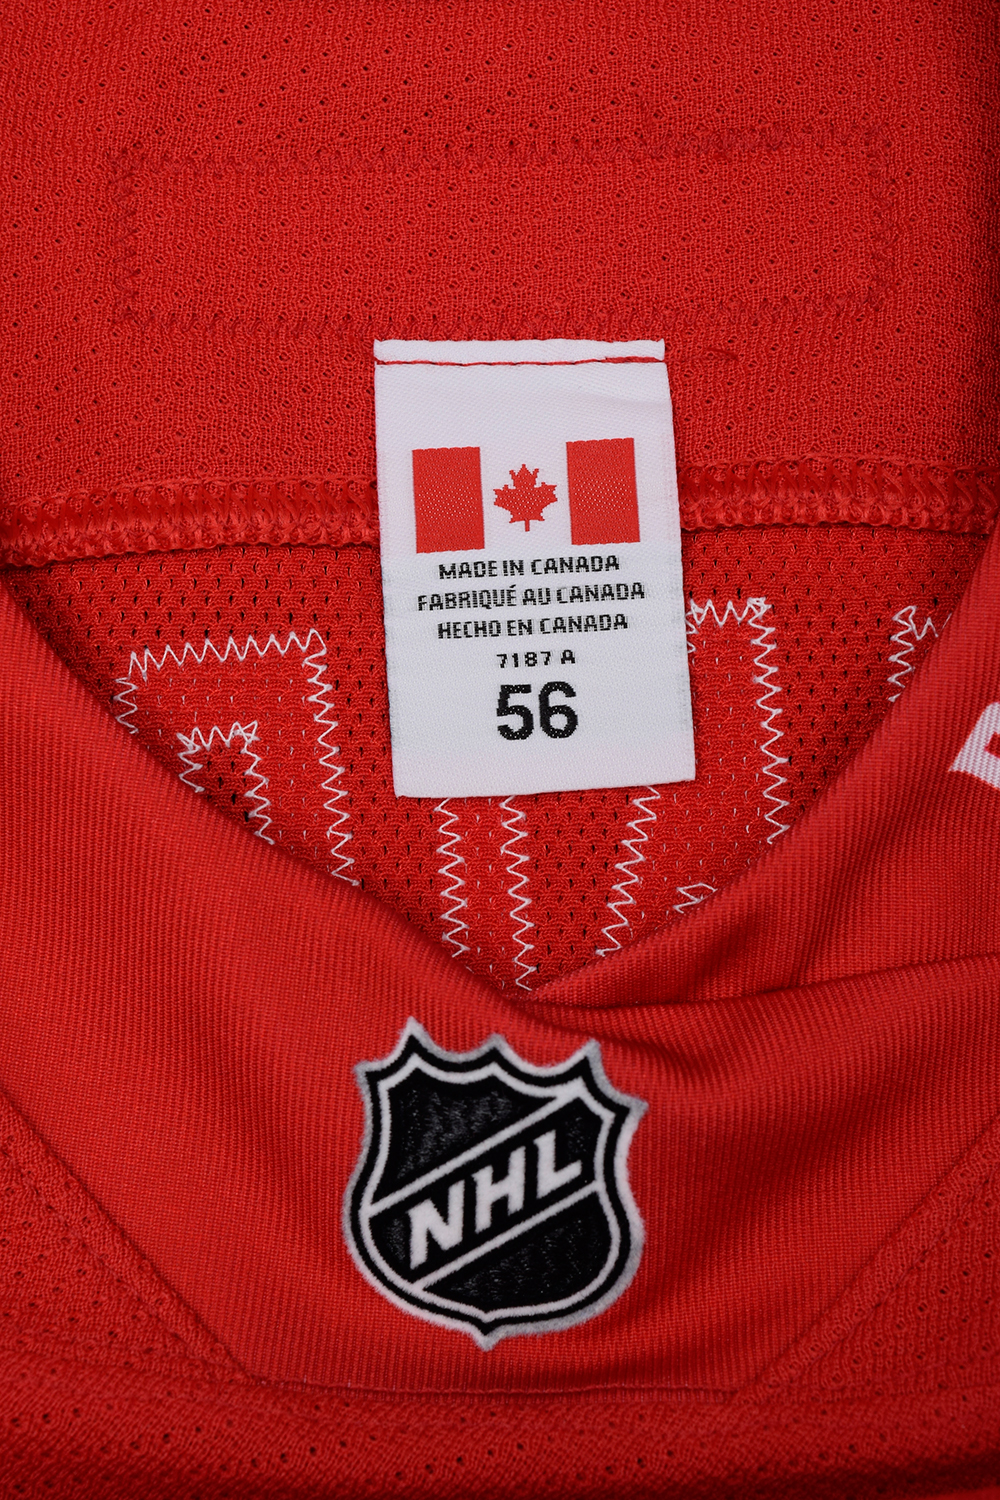 MADE IN CANADA
FABRIQUÉ AU CANADA
HECHO EN CANADA
7187 A
56
NHL